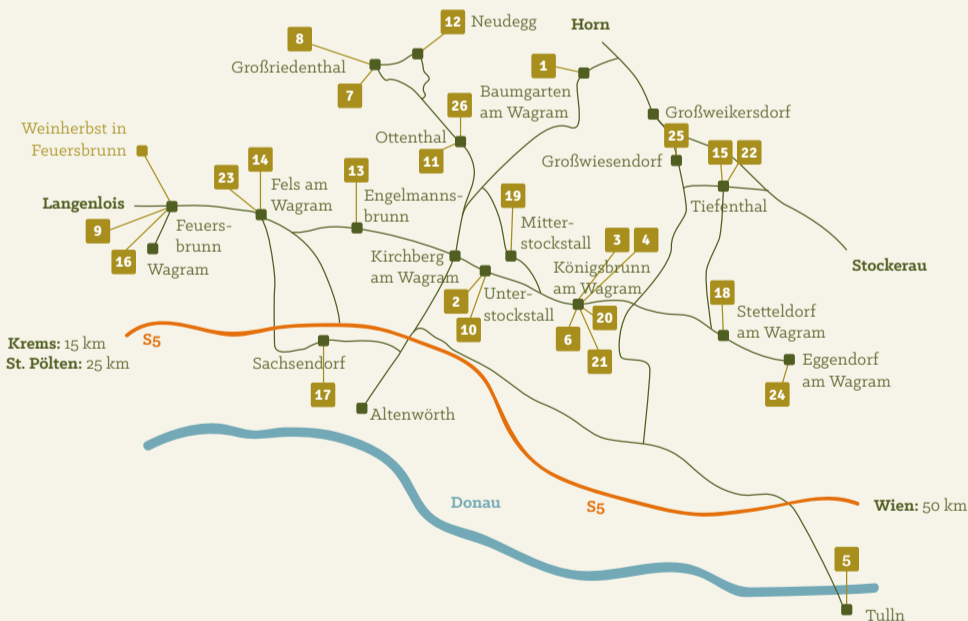 12 Neudegg
Horn
8
Großriedenthal
1
7
26
Baumgarten
am Wagram
Großweikersdorf
25
Weinherbst in
Feuersbrunn
Ottenthal
11
Großwiesendorf
15 22
14
23
13
Fels am
Wagram
Engelmanns-
brunn
19
Tiefenthal
Langenlois
9
16
Feuers-
brunn
Wagram
Mitter-
stockstall
3 4
Kirchberg
am Wagram
Königsbrunn
am Wagram
Stockerau
2
10
Unter-
stockstall
20
6
21
18
Stetteldorf
am Wagram
Krems: 15 km
St. Pölten: 25 km
S5
Sachsendorf
17
Eggendorf
am Wagram
24
Altenwörth
Donau
S5
Wien: 50 km
5
Tulln